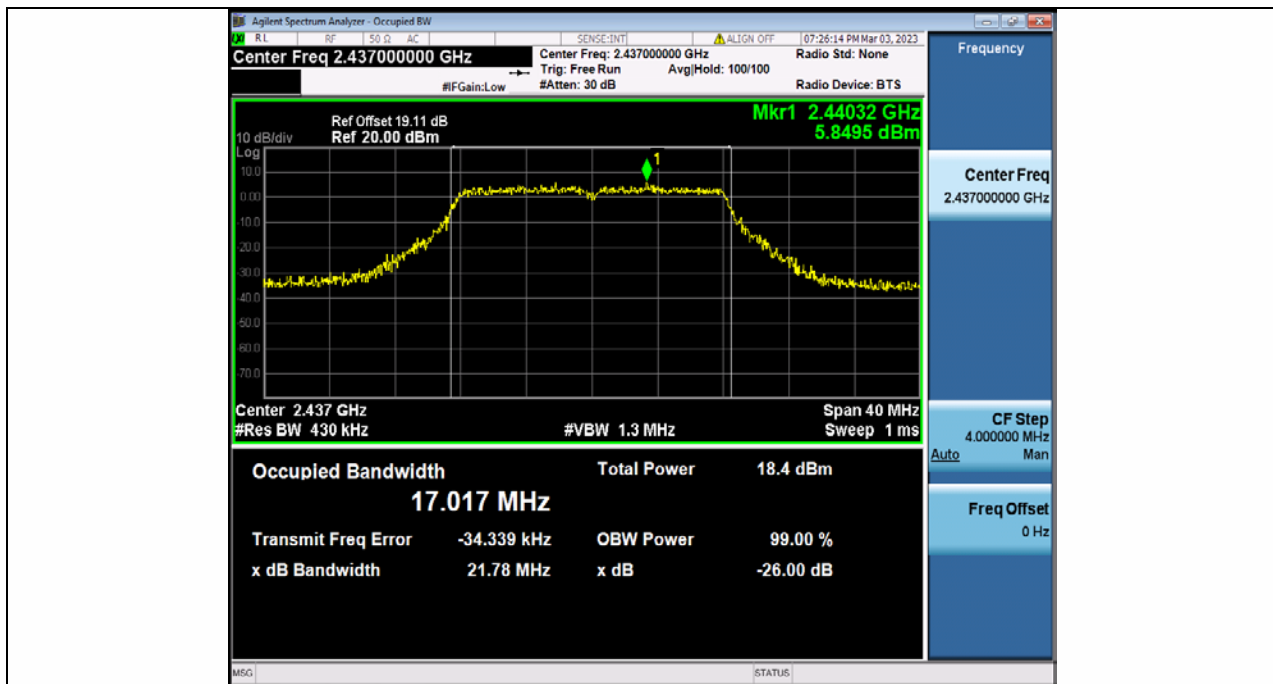 Agilent Spectrum Analyzer - Occupied BW
RL RF 50 Ω AC SENSE:INT ALIGN OFF 07:26:14 PM Mar 03, 2023
Center Freq 2.437000000 GHz
Center Freq: 2.437000000 GHz Radio Std: None
Trig: Free Run Avg|Hold: 100/100
#IFGain:Low #Atten: 30 dB Radio Device: BTS
Frequency
Mkr1 2.44032 GHz
5.8495 dBm
Ref Offset 19.11 dB
10 dB/div Ref 20.00 dBm
Log
1
10.0
0.00
-10.0
-20.0
-30.0
-40.0
-50.0
-60.0
-70.0
Center 2.437 GHz Span 40 MHz
#Res BW 430 kHz #VBW 1.3 MHz Sweep 1 ms
Center Freq
2.437000000 GHz
CF Step
4.000000 MHz
Auto Man
Freq Offset
0 Hz
Occupied Bandwidth Total Power 18.4 dBm
17.017 MHz
Transmit Freq Error -34.339 kHz OBW Power 99.00 %
x dB Bandwidth 21.78 MHz x dB -26.00 dB
MSG STATUS